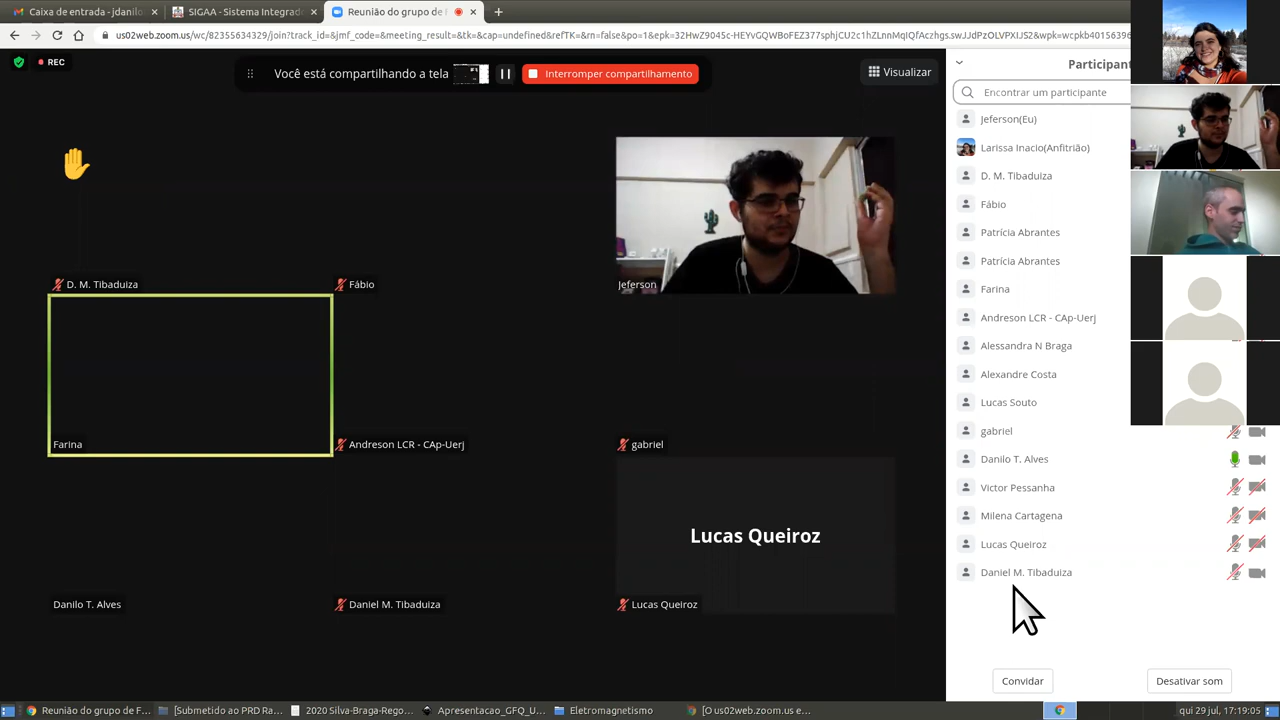 Caixa de entrada - jdanilo
SIGAA - Sistema Integrado
Reunião do grupo de F
us02web.zoom.us/wc/82355634329/join?track_id=&jmf_code=&meeting_result=&tk=&cap=undefined&refTK=&rn=false&po=1&epk=
REC
Você está compartilhando a tela
Interromper compartilhamento
Visualizar
Participant
Encontrar um participante
Jeferson(Eu)
Larissa Inacio(Anfitrião)
D. M. Tibaduiza
Fábio
Patrícia Abrantes
Patrícia Abrantes
Farina
Andreson LCR - CAp-Uerj
Alessandra N Braga
Alexandre Costa
Lucas Souto
gabriel
Danilo T. Alves
Victor Pessanha
Milena Cartagena
Lucas Queiroz
Daniel M. Tibaduiza
Convidar
Desativar som
D. M. Tibaduiza
Fábio
Jeferson
Farina
Andreson LCR - CAp-Uerj
gabriel
Lucas Queiroz
Danilo T. Alves
Daniel M. Tibaduiza
Lucas Queiroz
Reunião do grupo de F...
[Submetido ao PRD Ra...
2020 Silva-Braga-Rego...
Apresentacao_GFQ_U...
Eletromagnetismo
[O us02web.zoom.us e...
qui 29 jul, 17:19:05